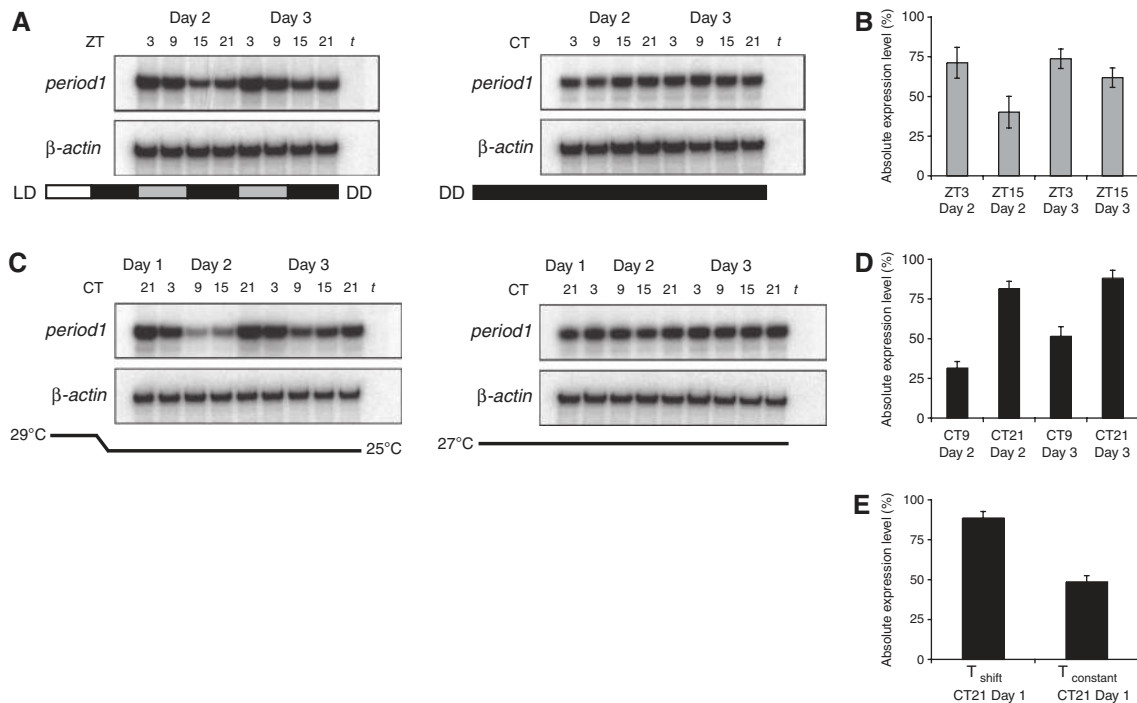 A
Day 2 Day 3
ZT 3 9 15 21 3 9 15 21 t
period1
β-actin
LD DD
Day 2 Day 3
CT 3 9 15 21 3 9 15 21 t
period1
β-actin
DD
B
Absolute expression level (%)
100
75
50
25
0
ZT3 ZT15 ZT3 ZT15
Day 2 Day 2 Day 3 Day 3
C
Day 1 Day 2 Day 3
CT 21 3 9 15 21 3 9 15 21 t
period1
β-actin
29°C 25°C
Day 1 Day 2 Day 3
CT 21 3 9 15 21 3 9 15 21 t
period1
β-actin
27°C
D
Absolute expression level (%)
100
75
50
25
0
CT9 CT21 CT9 CT21
Day 2 Day 2 Day 3 Day 3
E
Absolute expression level (%)
100
75
50
25
0
T shift T constant
CT21 Day 1 CT21 Day 1